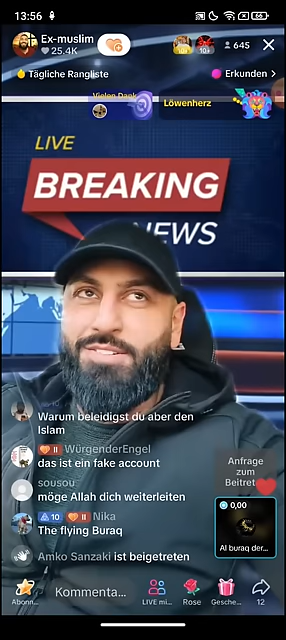 13:56
66
Ex-muslim
25.4K
645
Tägliche Rangliste
Erkunden
Vielen Dank
Löwenherz
LIVE
BREAKING
NEWS
Warum beleidigst du aber den
Islam
II WürgenderEngel
das ist ein fake account
sousou
möge Allah dich weiterleiten
10 II Nika
The flying Buraq
Amko Sanzaki ist beigetreten
Anfrage
zum
Beitret...
0,00
Al buraq der...
Kommenta...
Abonn...
LIVE mi...
Rose
Gesche...
12